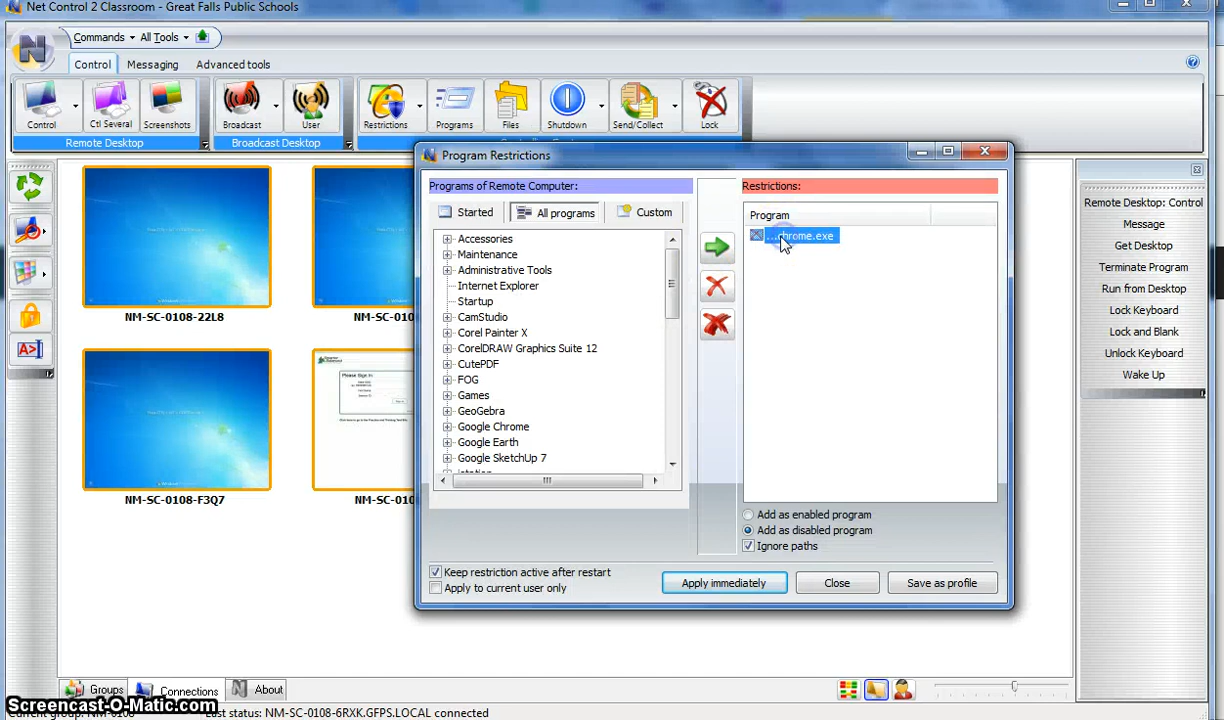 Net Control 2 Classroom - Great Falls Public Schools
Commands All Tools
Control Messaging Advanced tools
Control Ctl Several Screenshots Broadcast User Restrictions Programs Files Shutdown Send/Collect Lock
Remote Desktop Broadcast Desktop
Program Restrictions
Programs of Remote Computer:
Started All programs Custom
Accessories
Maintenance
Administrative Tools
Internet Explorer
Startup
CamStudio
Corel Painter X
CorelDRAW Graphics Suite 12
CutePDF
FOG
Games
GeoGebra
Google Chrome
Google Earth
Google SketchUp 7
Restrictions:
Program
...chrome.exe
Add as enabled program
Add as disabled program
Ignore paths
Keep restriction active after restart
Apply to current user only
Apply immediately Close Save as profile
Remote Desktop: Control
Message
Get Desktop
Terminate Program
Run from Desktop
Lock Keyboard
Lock and Blank
Unlock Keyboard
Wake Up
NM-SC-0108-22L8
NM-SC-010
Please Sign In
NM-SC-0108-F3Q7
NM-SC-010
Groups Connections About
Screencast-O-Matic.com
Last status: NM-SC-0108-6RXK.GFPS.LOCAL connected